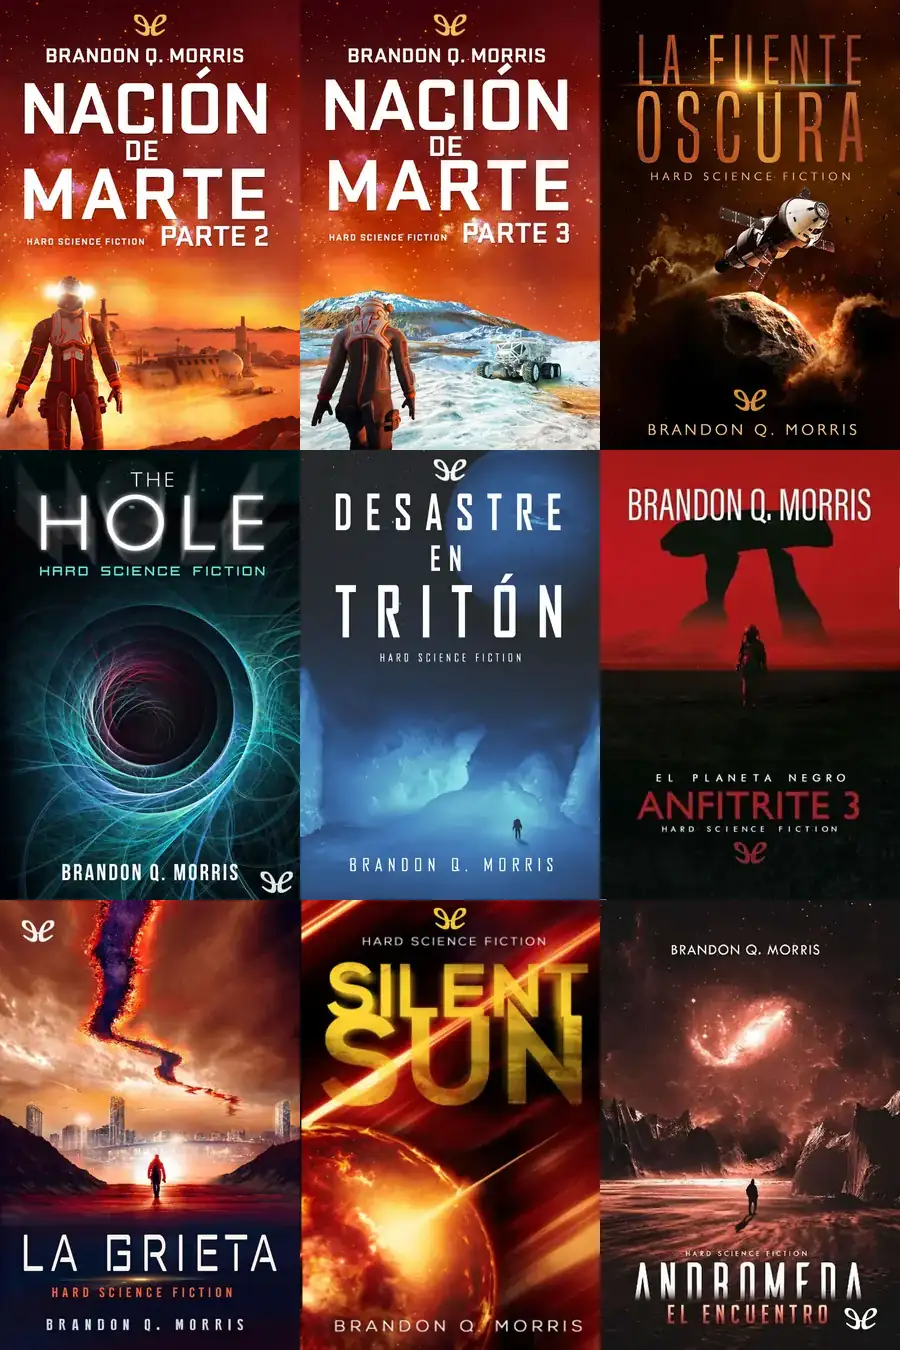 BRANDON Q. MORRIS
NACIÓN
DE
MARTE
HARD SCIENCE FICTION
PARTE 2
BRANDON Q. MORRIS
NACIÓN
DE
MARTE
HARD SCIENCE FICTION
PARTE 3
LA FUENTE
OSCURA
HARD SCIENCE FICTION
BRANDON Q. MORRIS
THE
HOLE
HARD SCIENCE FICTION
BRANDON Q. MORRIS
DESASTRE
EN
TRITÓN
HARD SCIENCE FICTION
BRANDON Q. MORRIS
BRANDON Q. MORRIS
EL PLANETA NEGRO
ANFITRITE 3
HARD SCIENCE FICTION
LA GRIETA
HARD SCIENCE FICTION
BRANDON Q. MORRIS
HARD SCIENCE FICTION
SILENT
SUN
BRANDON Q. MORRIS
BRANDON Q. MORRIS
HARD SCIENCE FICTION
ANDROMEDA
EL ENCUENTRO